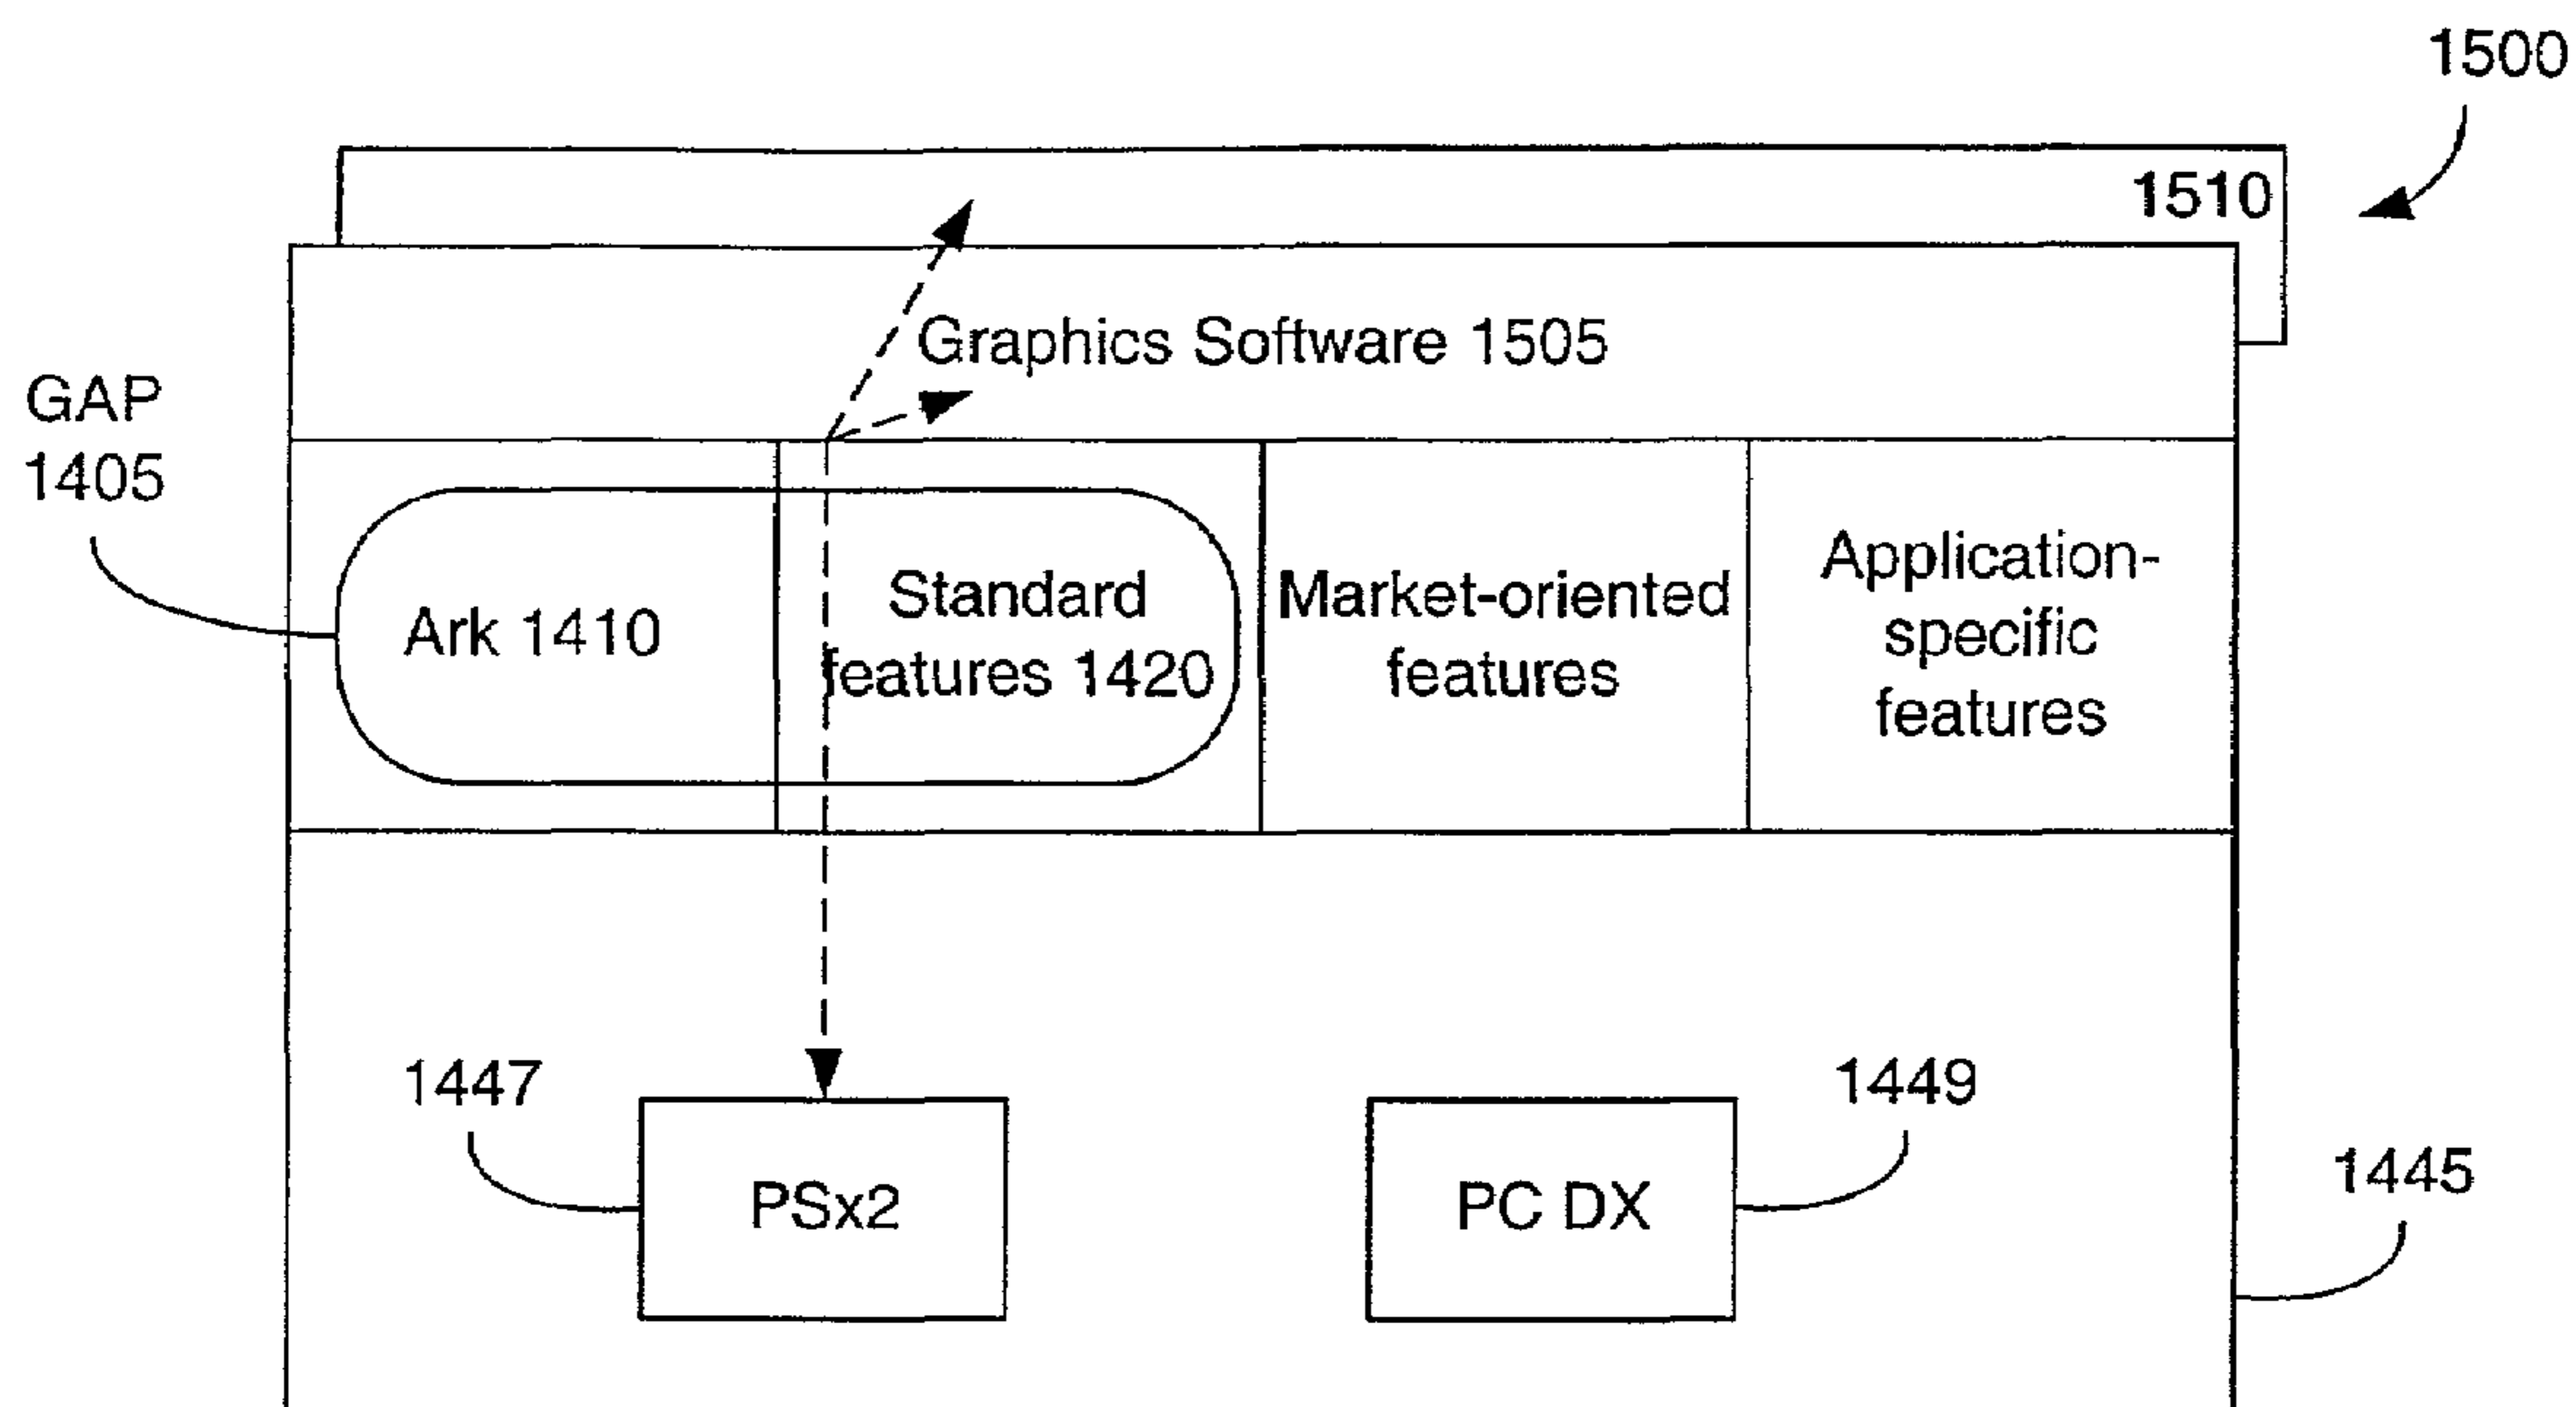 1500
1510
Graphics Software 1505
GAP
1405
Ark 1410
Standard
features 1420
Market-oriented
features
Application-
specific
features
1447
PSx2
1449
PC DX
1445